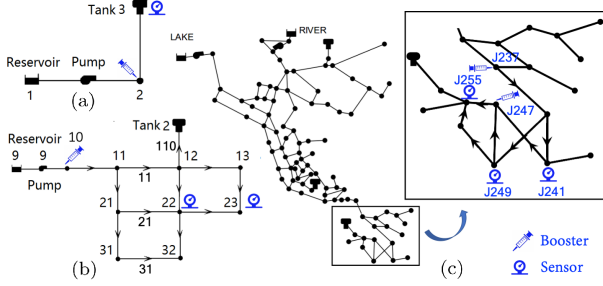 Tank 3
Reservoir Pump
1 2
(a)
Tank 2
Reservoir 10
9 9 110
Pump
11 12 13
11
21 22 23
21
31 32
31
(b)
LAKE RIVER
J237
J255
J247
J249 J241
(c)
Booster
Sensor